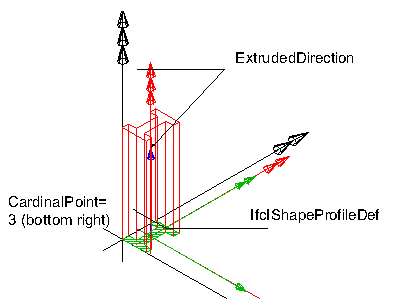 ExtrudedDirection
CardinalPoint=
3 (bottom right)
IfcIShapeProfileDef